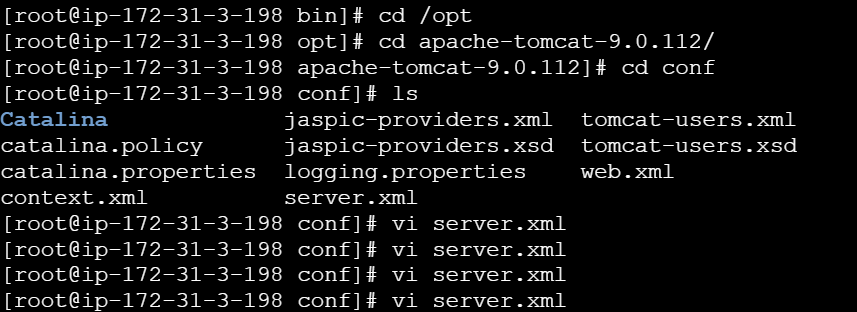 [root@ip-172-31-3-198 bin]# cd /opt
[root@ip-172-31-3-198 opt]# cd apache-tomcat-9.0.112/
[root@ip-172-31-3-198 apache-tomcat-9.0.112]# cd conf
[root@ip-172-31-3-198 conf]# ls
Catalina             jaspic-providers.xml  tomcat-users.xml
catalina.policy      jaspic-providers.xsd  tomcat-users.xsd
catalina.properties  logging.properties    web.xml
context.xml          server.xml
[root@ip-172-31-3-198 conf]# vi server.xml
[root@ip-172-31-3-198 conf]# vi server.xml
[root@ip-172-31-3-198 conf]# vi server.xml
[root@ip-172-31-3-198 conf]# vi server.xml